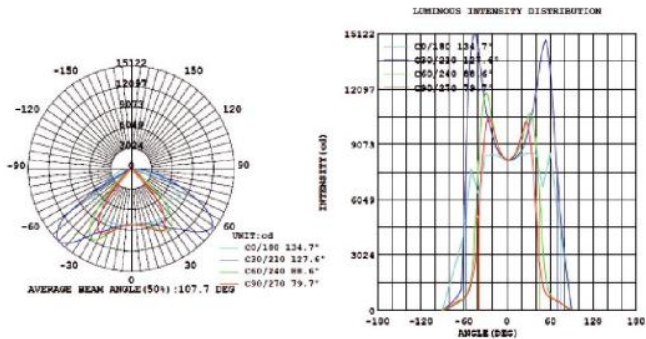 LUMINOUS INTENSITY DISTRIBUTION
-150 150
15122
12097
9073
6049
3024
0
-120 120
-90 90
-60 60
-30 30
0
UNIT:cd
C0/180 134.7°
C30/210 127.6°
C60/240 88.6°
C90/270 79.7°
AVERAGE BEAM ANGLE(50%):107.7 DEG
15122
12097
9073
6049
3024
0
INTENSITY(cd)
C0/180 134.7°
C30/210 127.6°
C60/240 88.6°
C90/270 79.7°
-180 -120 -60 0 60 120 180
ANGLE(DEG)